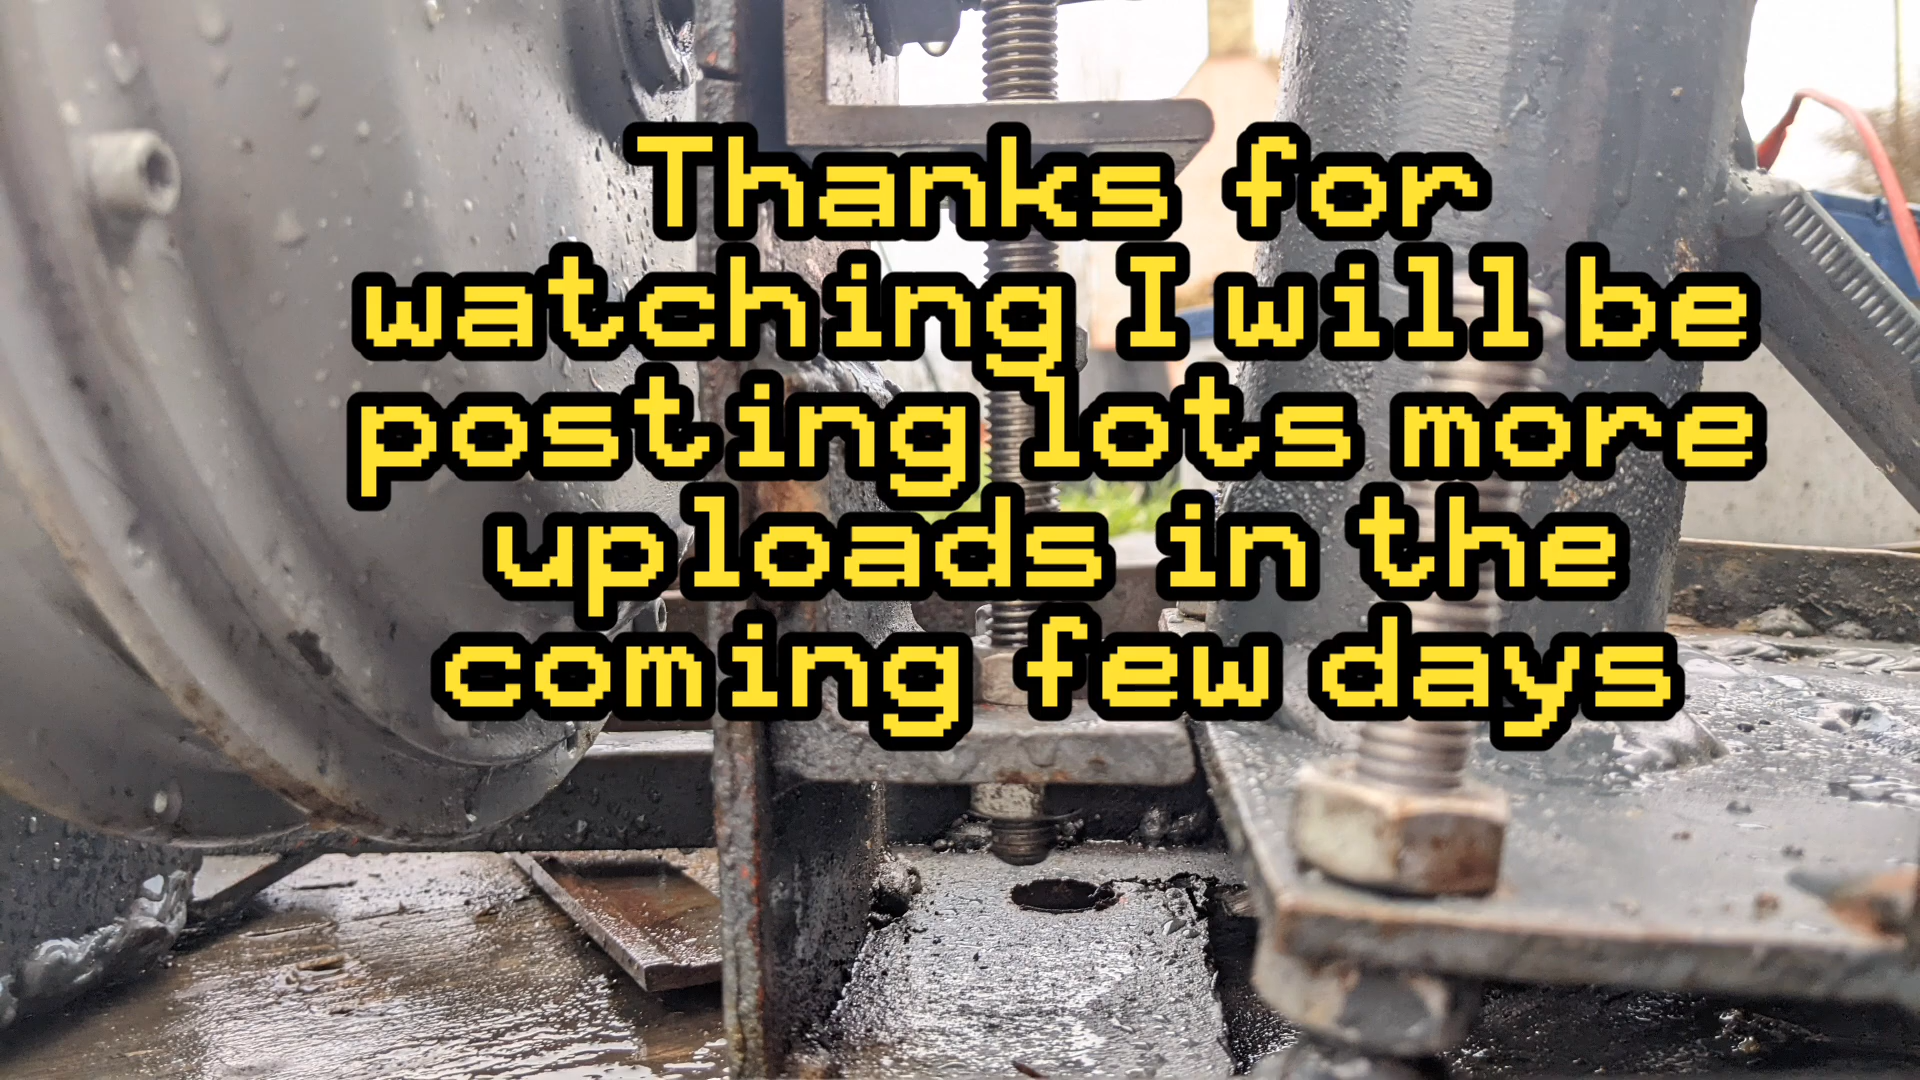 Thanks for
watching I will be
posting lots more
uploads in the
coming few days